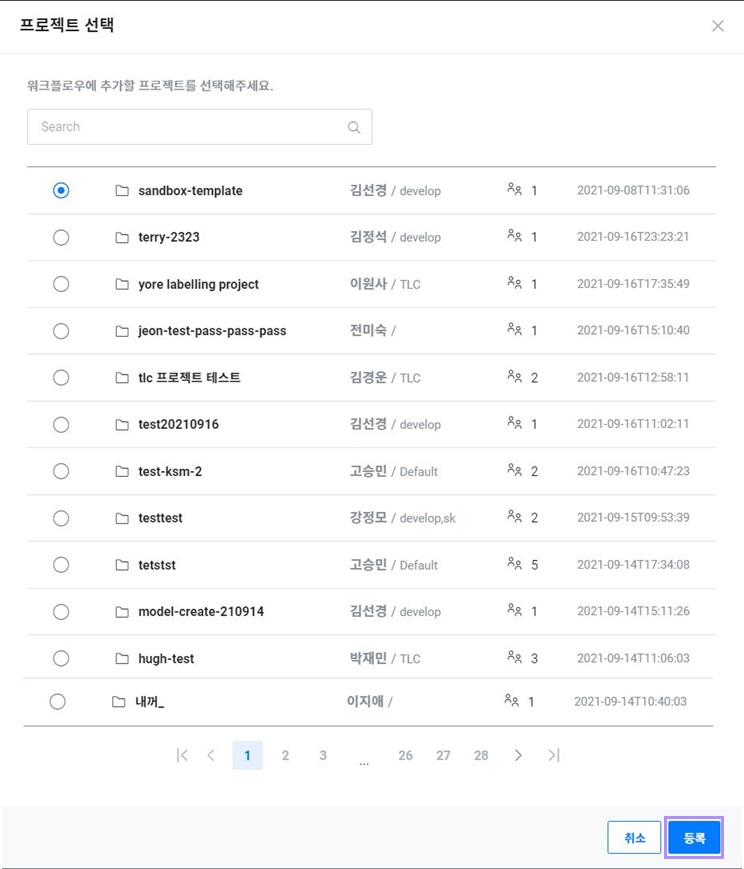 프로젝트 선택
워크플로우에 추가할 프로젝트를 선택해주세요.
Search
sandbox-template 김선경 / develop 1 2021-09-08T11:31:06
terry-2323 김정석 / develop 1 2021-09-16T23:23:21
yore labelling project 이원사 / TLC 1 2021-09-16T17:35:49
jeon-test-pass-pass-pass 전미숙 / 1 2021-09-16T15:10:40
tlc 프로젝트 테스트 김경운 / TLC 2 2021-09-16T12:58:11
test20210916 김선경 / develop 1 2021-09-16T11:02:11
test-ksm-2 고승민 / Default 2 2021-09-16T10:47:23
testtest 강정모 / develop,sk 2 2021-09-15T09:53:39
tetstst 고승민 / Default 5 2021-09-14T17:34:08
model-create-210914 김선경 / develop 1 2021-09-14T15:11:26
hugh-test 박재민 / TLC 3 2021-09-14T11:06:03
내꺼_ 이지애 / 1 2021-09-14T10:40:03
1 2 3 ... 26 27 28
취소 등록